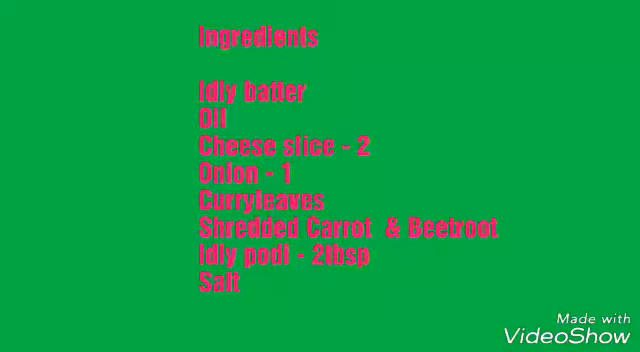 Ingredients
Idly batter
Oil
Cheese slice - 2
Onion - 1
Curryleaves
Shredded Carrot & Beetroot
Idly podi - 2tbsp
Salt
Made with
VideoShow